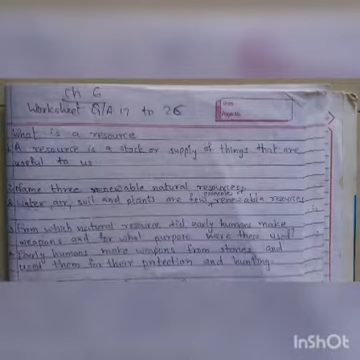 ch 6
Worksheet Q/A 17 to 26
Date:
Page No.
What is a resource
A resource is a stock or supply of things that are
useful to us
Name three renewable natural resources.
Water, air, soil and plants are few examples of renewable resources
From which natural resource did early humans make
weapons and for what purpose were these used?
Early humans make weapons from stones and
used them for their protection and hunting.
InShOt